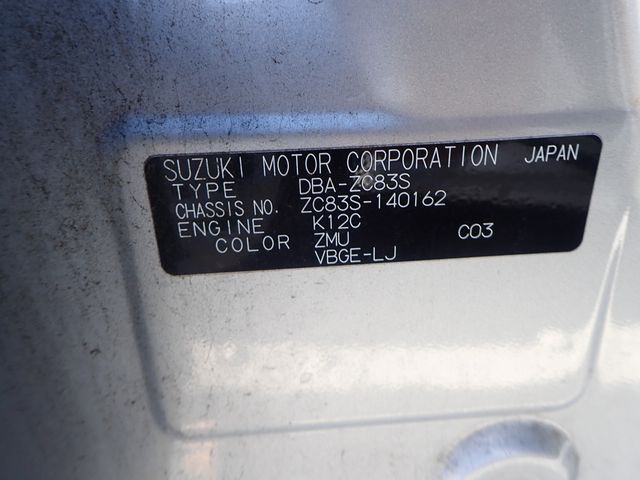 SUZUKI MOTOR CORPORATION JAPAN
TYPE DBA-ZC83S
CHASSIS NO. ZC83S-140162
ENGINE K12C
COLOR ZMU C03
VBGE-LJ